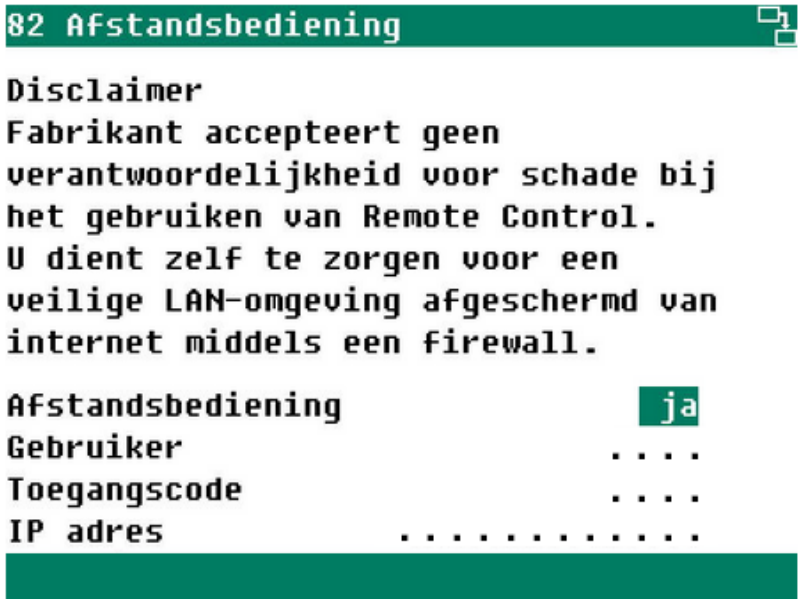 82 Afstandsbediening
Disclaimer
Fabrikant accepteert geen
verantwoordelijkheid voor schade bij
het gebruiken van Remote Control.
U dient zelf te zorgen voor een
veilige LAN-omgeving afgeschermd van
internet middels een firewall.
Afstandsbediening ja
Gebruiker ....
Toegangscode ....
IP adres ............